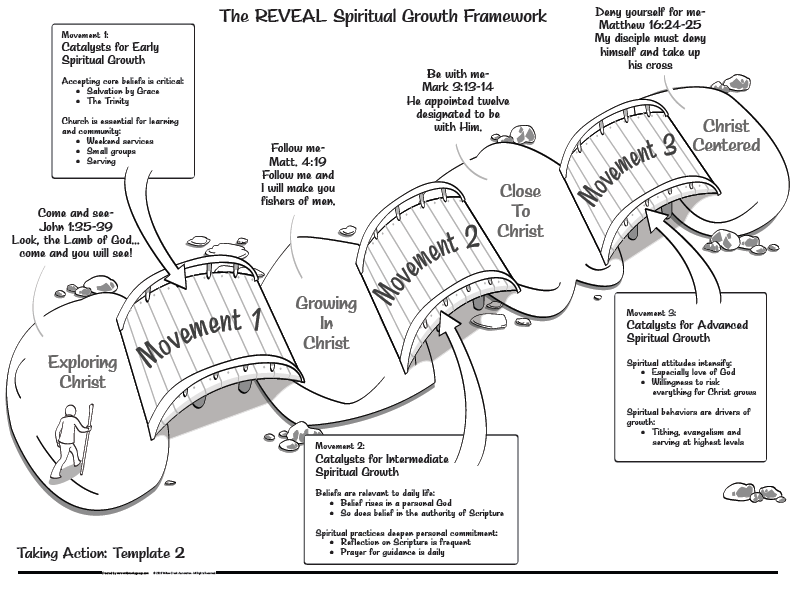 The REVEAL Spiritual Growth Framework
Movement 1:
Catalysts for Early
Spiritual Growth
Accepting core beliefs is critical:
• Salvation by Grace
• The Trinity
Church is essential for learning
and community:
• Weekend services
• Small groups
• Serving
Come and see-
John 1:35-39
Look, the Lamb of God...
come and you will see!
Follow me-
Matt. 4:19
Follow me and
I will make you
fishers of men.
Be with me-
Mark 3:13-14
He appointed twelve
designated to be
with Him.
Deny yourself for me-
Matthew 16:24-25
My disciple must deny
himself and take up
his cross
Exploring
Christ
Movement 1
Growing
In
Christ
Movement 2
Close
To
Christ
Movement 3
Christ
Centered
Movement 2:
Catalysts for Intermediate
Spiritual Growth
Beliefs are relevant to daily life:
• Belief rises in a personal God
• So does belief in the authority of Scripture
Spiritual practices deepen personal commitment:
• Reflection on Scripture is frequent
• Prayer for guidance is daily
Movement 3:
Catalysts for Advanced
Spiritual Growth
Spiritual attitudes intensify:
• Especially love of God
• Willingness to risk
everything for Christ grows
Spiritual behaviors are drivers of
growth:
• Tithing, evangelism and
serving at highest levels
Taking Action: Template 2